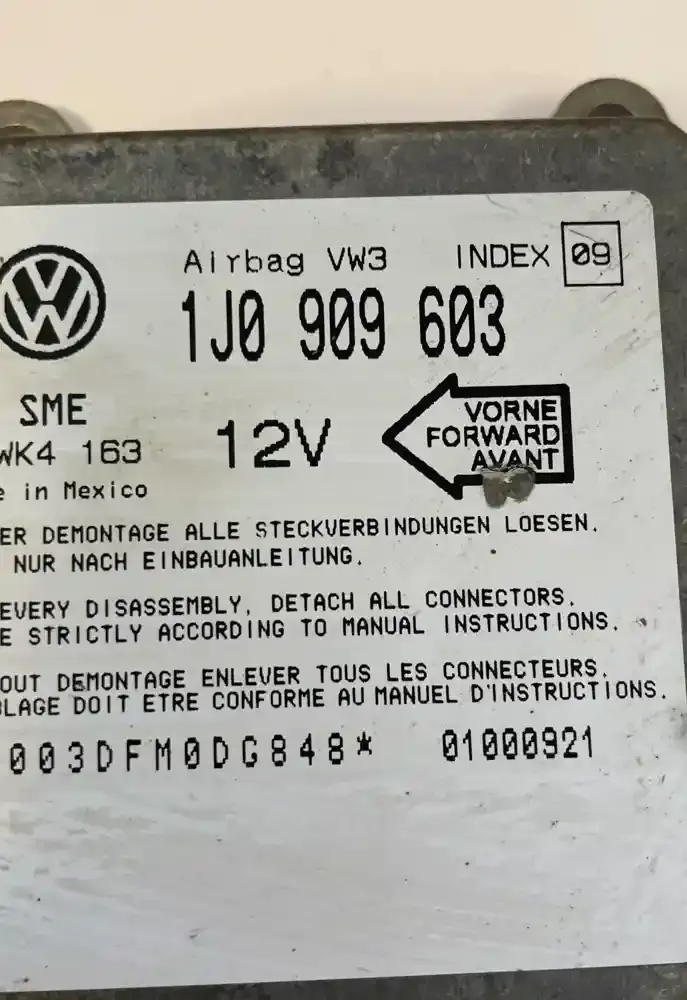 Airbag VW3 INDEX 09
1J0 909 603
SME
WK4 163
12V
VORNE
FORWARD
AVANT
e in Mexico
ER DEMONTAGE ALLE STECKVERBINDUNGEN LOESEN.
NUR NACH EINBAUANLEITUNG.
EVERY DISASSEMBLY, DETACH ALL CONNECTORS.
E STRICTLY ACCORDING TO MANUAL INSTRUCTIONS.
OUT DEMONTAGE ENLEVER TOUS LES CONNECTEURS.
BLAGE DOIT ETRE CONFORME AU MANUEL D'INSTRUCTIONS.
003DFM0DG848* 01000921